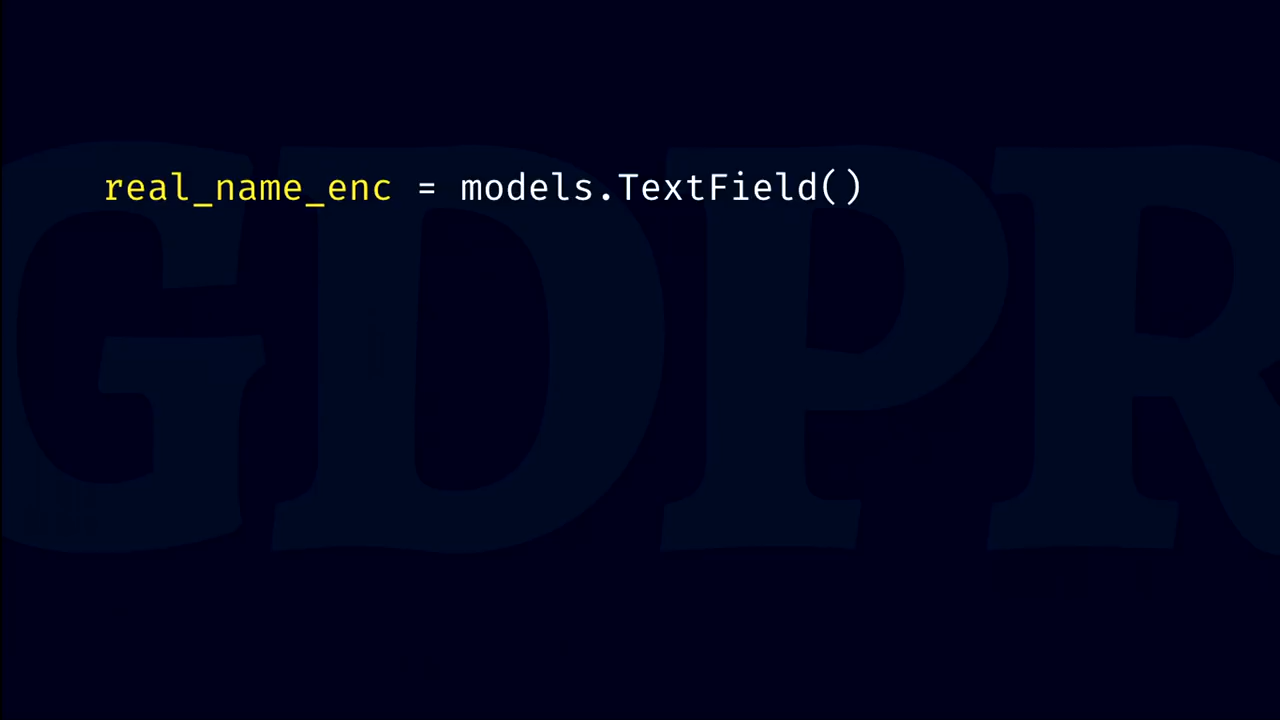 GDPR
real_name_enc = models.TextField()